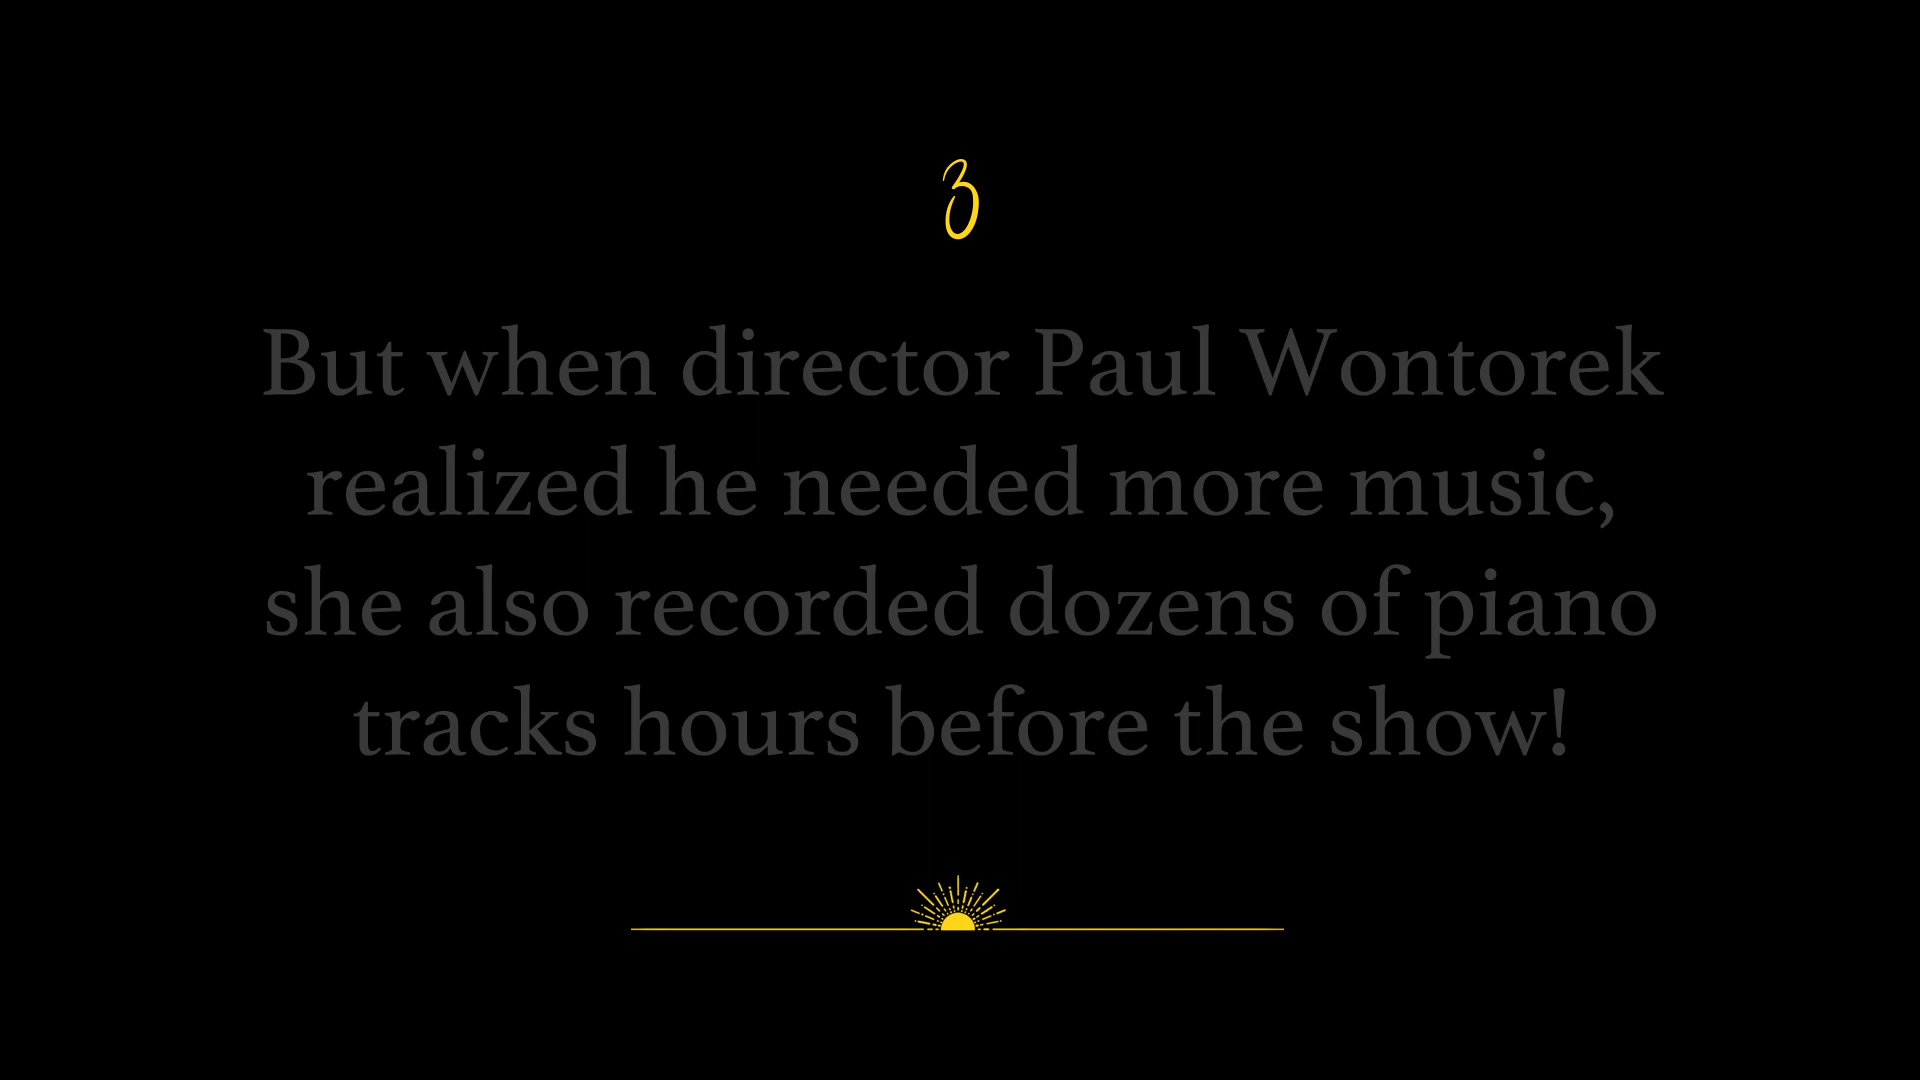 3
But when director Paul Wontorek
realized he needed more music,
she also recorded dozens of piano
tracks hours before the show!